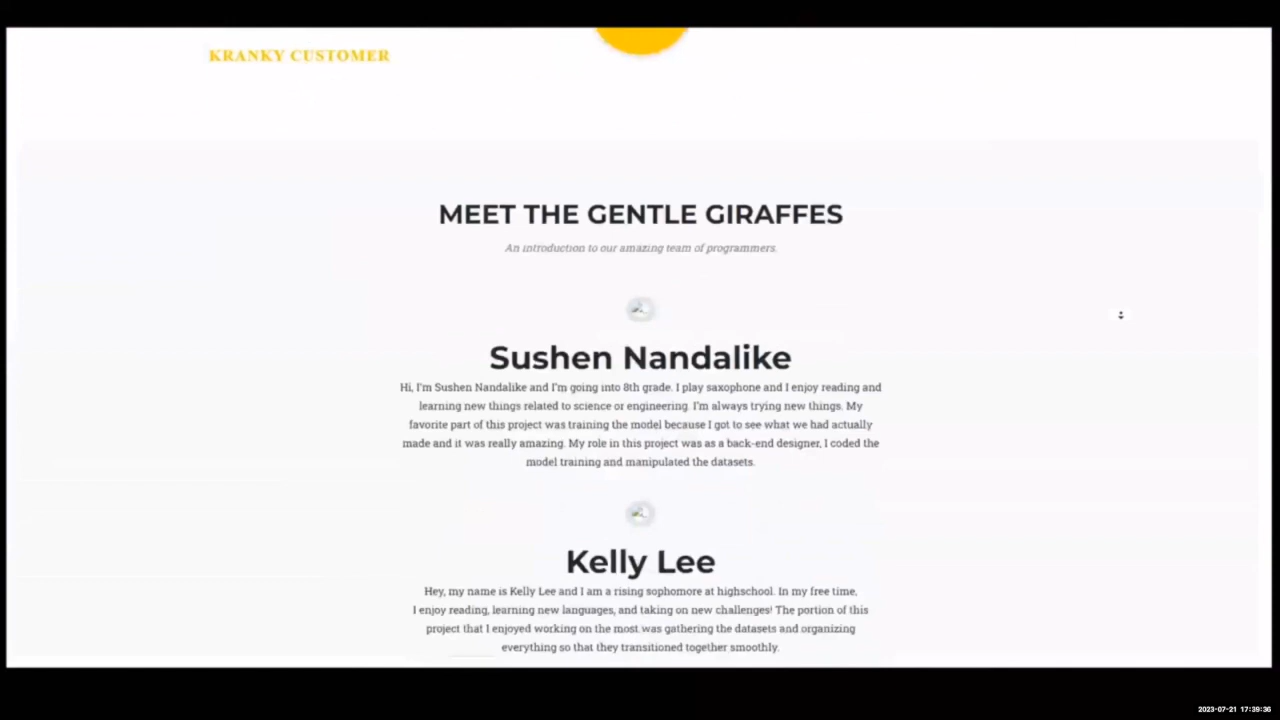 KRANKY CUSTOMER
MEET THE GENTLE GIRAFFES
An introduction to our amazing team of programmers.
Sushen Nandalike
Hi, I'm Sushen Nandalike and I'm going into 8th grade. I play saxophone and I enjoy reading and
learning new things related to science or engineering. I'm always trying new things. My
favorite part of this project was training the model because I got to see what we had actually
made and it was really amazing. My role in this project was as a back-end designer, I coded the
model training and manipulated the datasets.
Kelly Lee
Hey, my name is Kelly Lee and I am a rising sophomore at highschool. In my free time,
I enjoy reading, learning new languages, and taking on new challenges! The portion of this
project that I enjoyed working on the most was gathering the datasets and organizing
everything so that they transitioned together smoothly.
2023-07-21 17:39:36